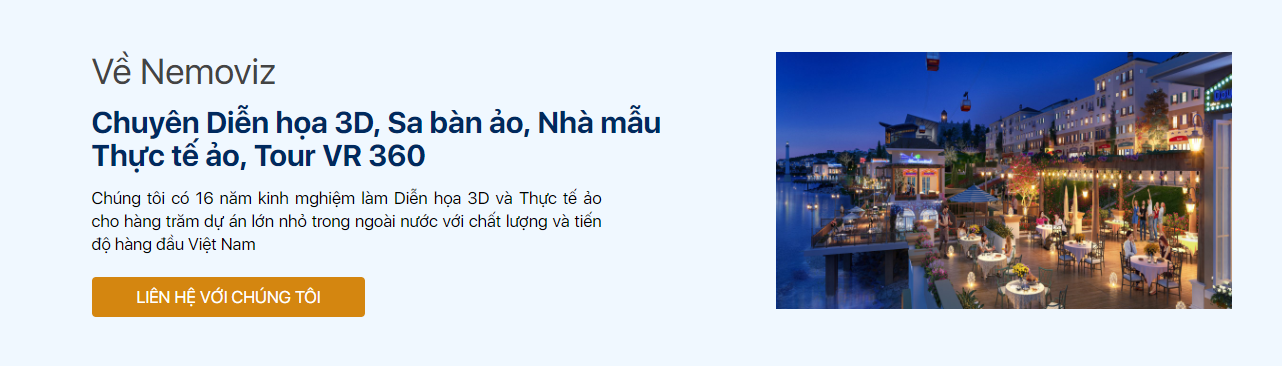 Về Nemoviz
Chuyên Diễn họa 3D, Sa bàn ảo, Nhà mẫu
Thực tế ảo, Tour VR 360
Chúng tôi có 16 năm kinh mghiệm làm Diễn họa 3D và Thực tế ảo
cho hàng trăm dự án lớn nhỏ trong ngoài nước với chất lượng và tiến
độ hàng đầu Việt Nam
LIÊN HỆ VỚI CHÚNG TÔI